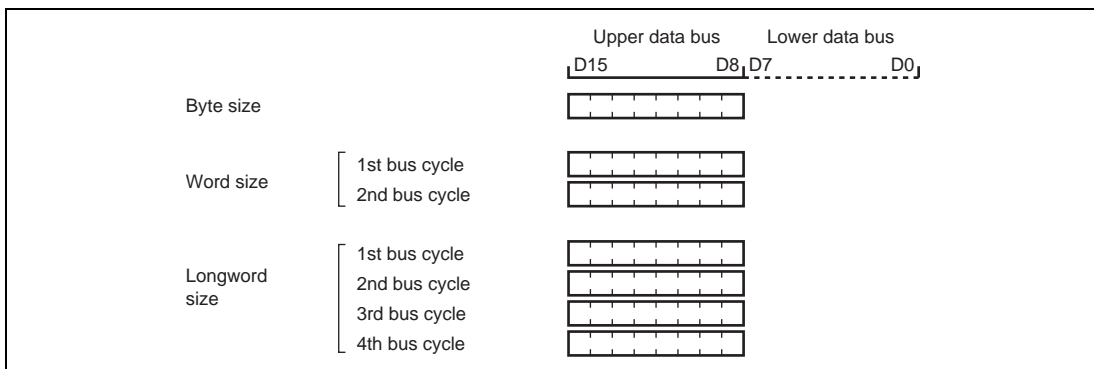 Upper data bus Lower data bus
D15 D8 D7 D0
Byte size
Word size
1st bus cycle
2nd bus cycle
Longword
size
1st bus cycle
2nd bus cycle
3rd bus cycle
4th bus cycle